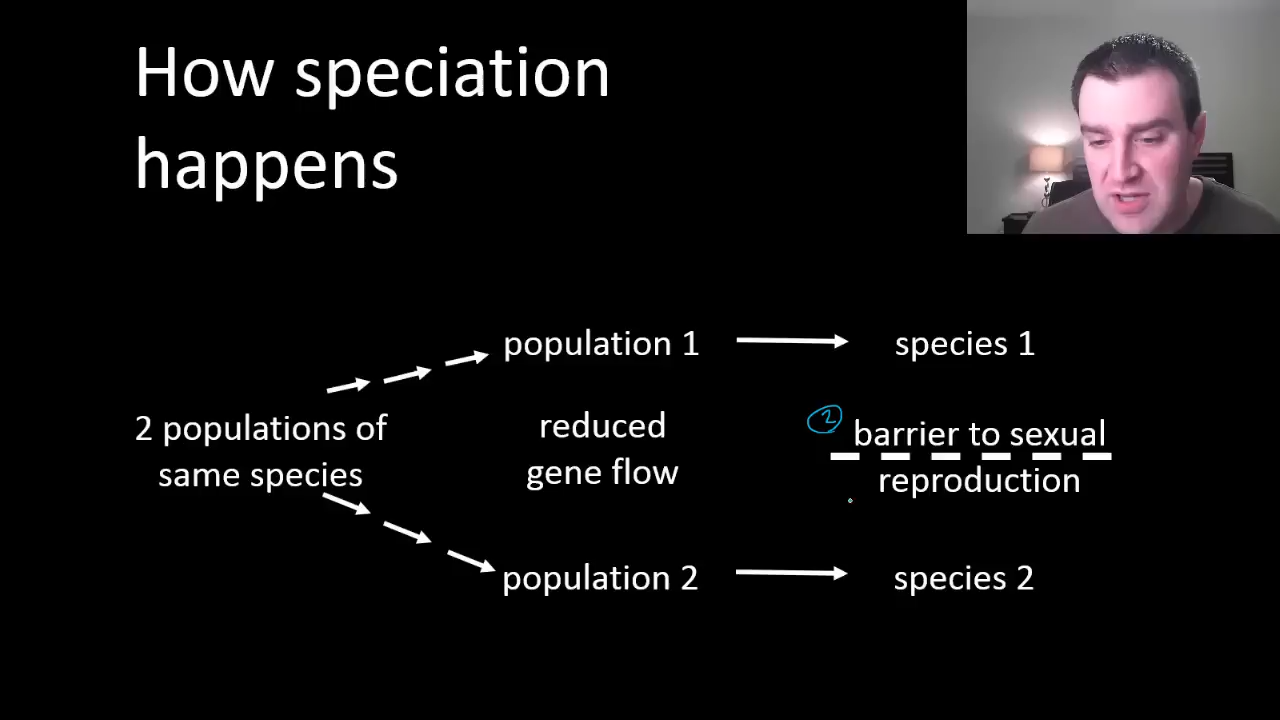 How speciation
happens
population 1
species 1
2 populations of
same species
reduced
gene flow
2
barrier to sexual
reproduction
population 2
species 2